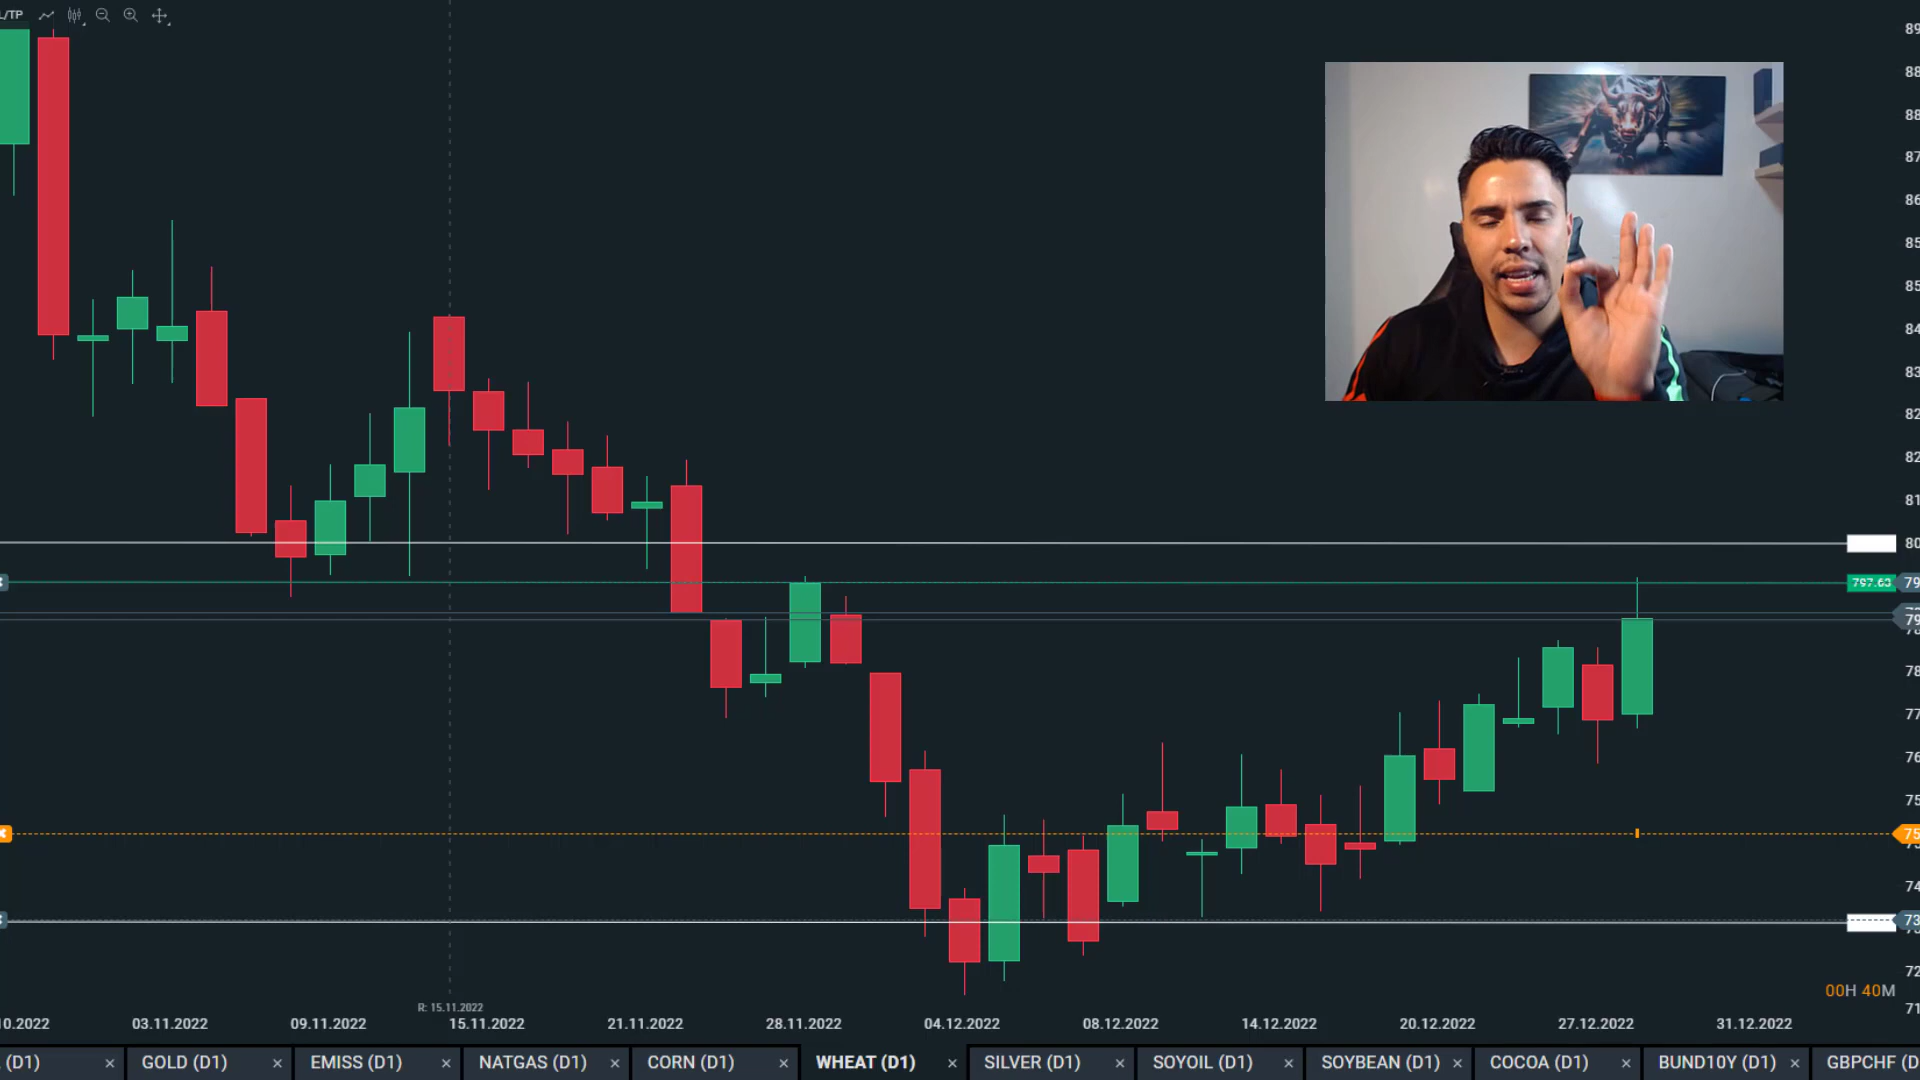 L/TP
89
88
88
87
86
85
85
84
83
82
82
81
80
797.63
79
79
78
78
77
76
75
75
74
73
72
71
00H 40M
R: 15.11.2022
10.2022
03.11.2022
09.11.2022
15.11.2022
21.11.2022
28.11.2022
04.12.2022
08.12.2022
14.12.2022
20.12.2022
27.12.2022
31.12.2022
(D1) ×
GOLD (D1) ×
EMISS (D1) ×
NATGAS (D1) ×
CORN (D1) ×
WHEAT (D1) ×
SILVER (D1) ×
SOYOIL (D1) ×
SOYBEAN (D1) ×
COCOA (D1) ×
BUND10Y (D1) ×
GBPCHF (D